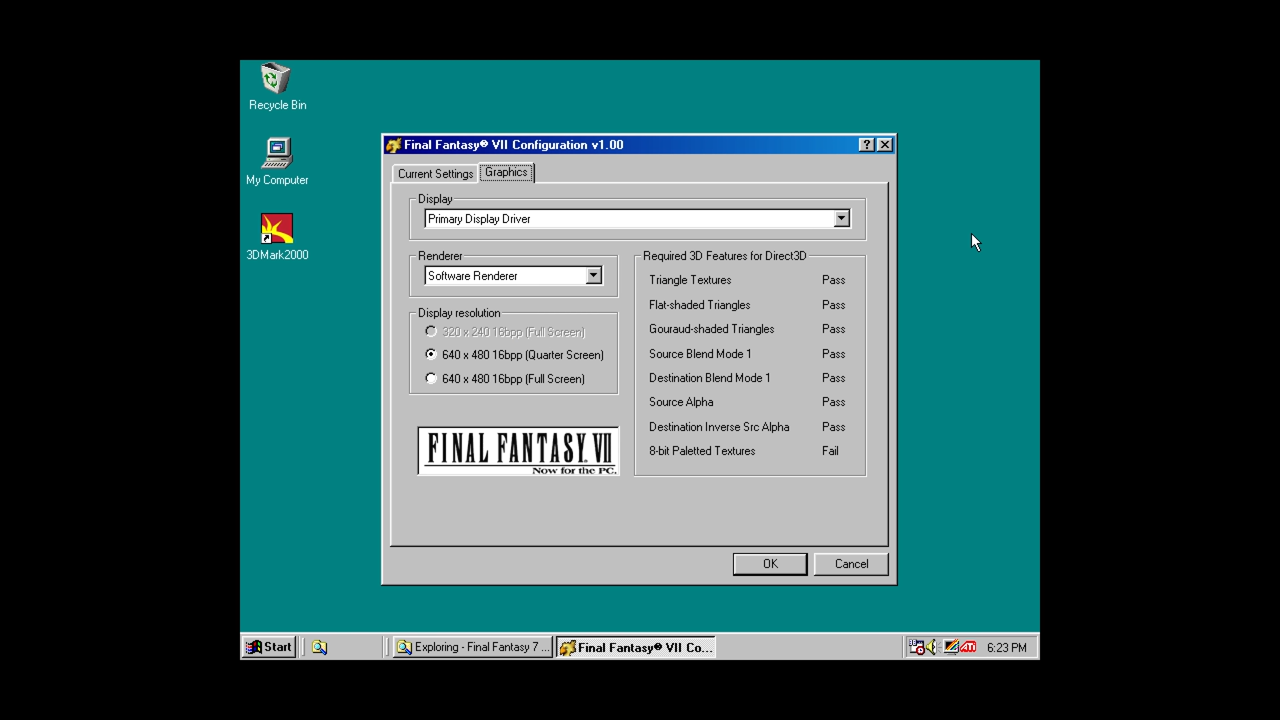 Recycle Bin
My Computer
3DMark2000
Final Fantasy® VII Configuration v1.00
Current Settings
Graphics
Display
Primary Display Driver
Renderer
Software Renderer
Display resolution
320 x 240 16bpp (Full Screen)
640 x 480 16bpp (Quarter Screen)
640 x 480 16bpp (Full Screen)
FINAL FANTASY VII
Now for the PC.
Required 3D Features for Direct3D
Triangle Textures Pass
Flat-shaded Triangles Pass
Gouraud-shaded Triangles Pass
Source Blend Mode 1 Pass
Destination Blend Mode 1 Pass
Source Alpha Pass
Destination Inverse Src Alpha Pass
8-bit Paletted Textures Fail
OK Cancel
Start
Exploring - Final Fantasy 7 ...
Final Fantasy® VII Co...
ATI
6:23 PM